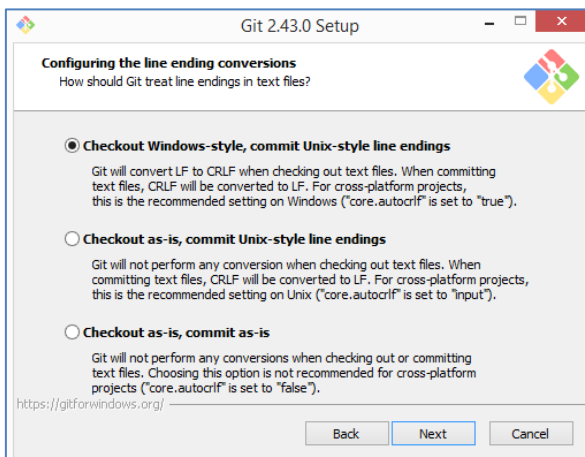 Git 2.43.0 Setup
Configuring the line ending conversions
How should Git treat line endings in text files?
Checkout Windows-style, commit Unix-style line endings
Git will convert LF to CRLF when checking out text files. When committing
text files, CRLF will be converted to LF. For cross-platform projects,
this is the recommended setting on Windows ("core.autocrlf" is set to "true").
Checkout as-is, commit Unix-style line endings
Git will not perform any conversion when checking out text files. When
committing text files, CRLF will be converted to LF. For cross-platform projects,
this is the recommended setting on Unix ("core.autocrlf" is set to "input").
Checkout as-is, commit as-is
Git will not perform any conversions when checking out or committing
text files. Choosing this option is not recommended for cross-platform
projects ("core.autocrlf" is set to "false").
https://gitforwindows.org/
Back Next Cancel